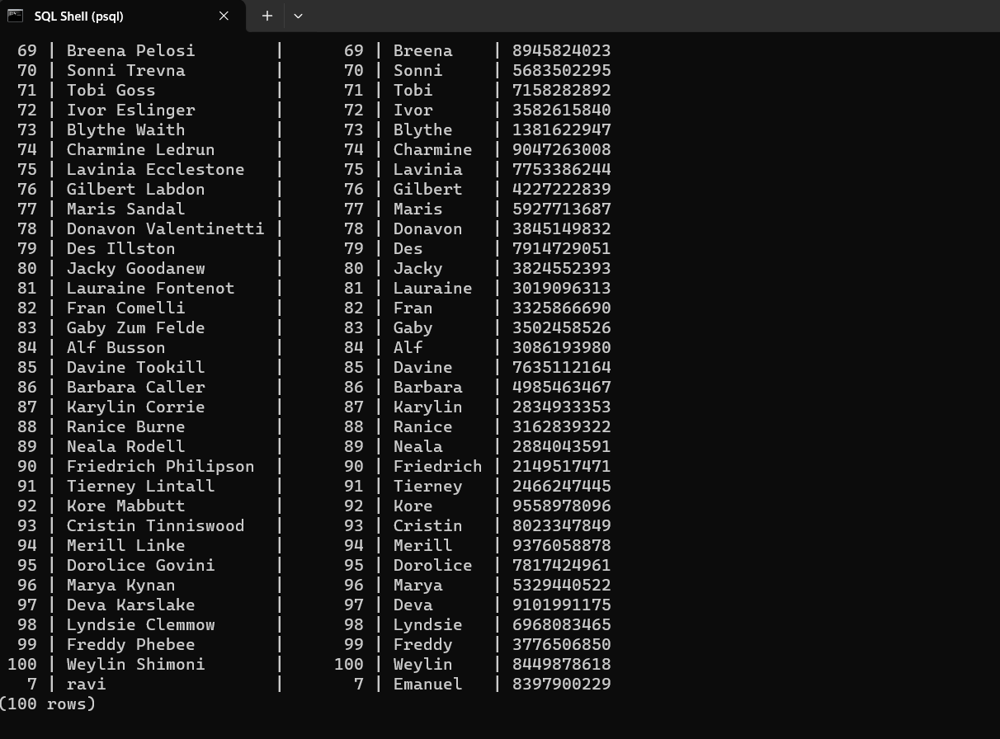 SQL Shell (psql)
69 | Breena Pelosi | 69 | Breena | 8945824023
70 | Sonni Trevna | 70 | Sonni | 5683502295
71 | Tobi Goss | 71 | Tobi | 7158282892
72 | Ivor Eslinger | 72 | Ivor | 3582615840
73 | Blythe Waith | 73 | Blythe | 1381622947
74 | Charmine Ledrun | 74 | Charmine | 9047263008
75 | Lavinia Ecclestone | 75 | Lavinia | 7753386244
76 | Gilbert Labdon | 76 | Gilbert | 4227222839
77 | Maris Sandal | 77 | Maris | 5927713687
78 | Donavon Valentinetti | 78 | Donavon | 3845149832
79 | Des Illston | 79 | Des | 7914729051
80 | Jacky Goodanew | 80 | Jacky | 3824552393
81 | Lauraine Fontenot | 81 | Lauraine | 3019096313
82 | Fran Comelli | 82 | Fran | 3325866690
83 | Gaby Zum Felde | 83 | Gaby | 3502458526
84 | Alf Busson | 84 | Alf | 3086193980
85 | Davine Tookill | 85 | Davine | 7635112164
86 | Barbara Caller | 86 | Barbara | 4985463467
87 | Karylin Corrie | 87 | Karylin | 2834933353
88 | Ranice Burne | 88 | Ranice | 3162839322
89 | Neala Rodell | 89 | Neala | 2884043591
90 | Friedrich Philipson | 90 | Friedrich | 2149517471
91 | Tierney Lintall | 91 | Tierney | 2466247445
92 | Kore Mabbutt | 92 | Kore | 9558978096
93 | Cristin Tinniswood | 93 | Cristin | 8023347849
94 | Merill Linke | 94 | Merill | 9376058878
95 | Dorolice Govini | 95 | Dorolice | 7817424961
96 | Marya Kynan | 96 | Marya | 5329440522
97 | Deva Karslake | 97 | Deva | 9101991175
98 | Lyndsie Clemmow | 98 | Lyndsie | 6968083465
99 | Freddy Phebee | 99 | Freddy | 3776506850
100 | Weylin Shimoni | 100 | Weylin | 8449878618
7 | ravi | 7 | Emanuel | 8397900229
(100 rows)